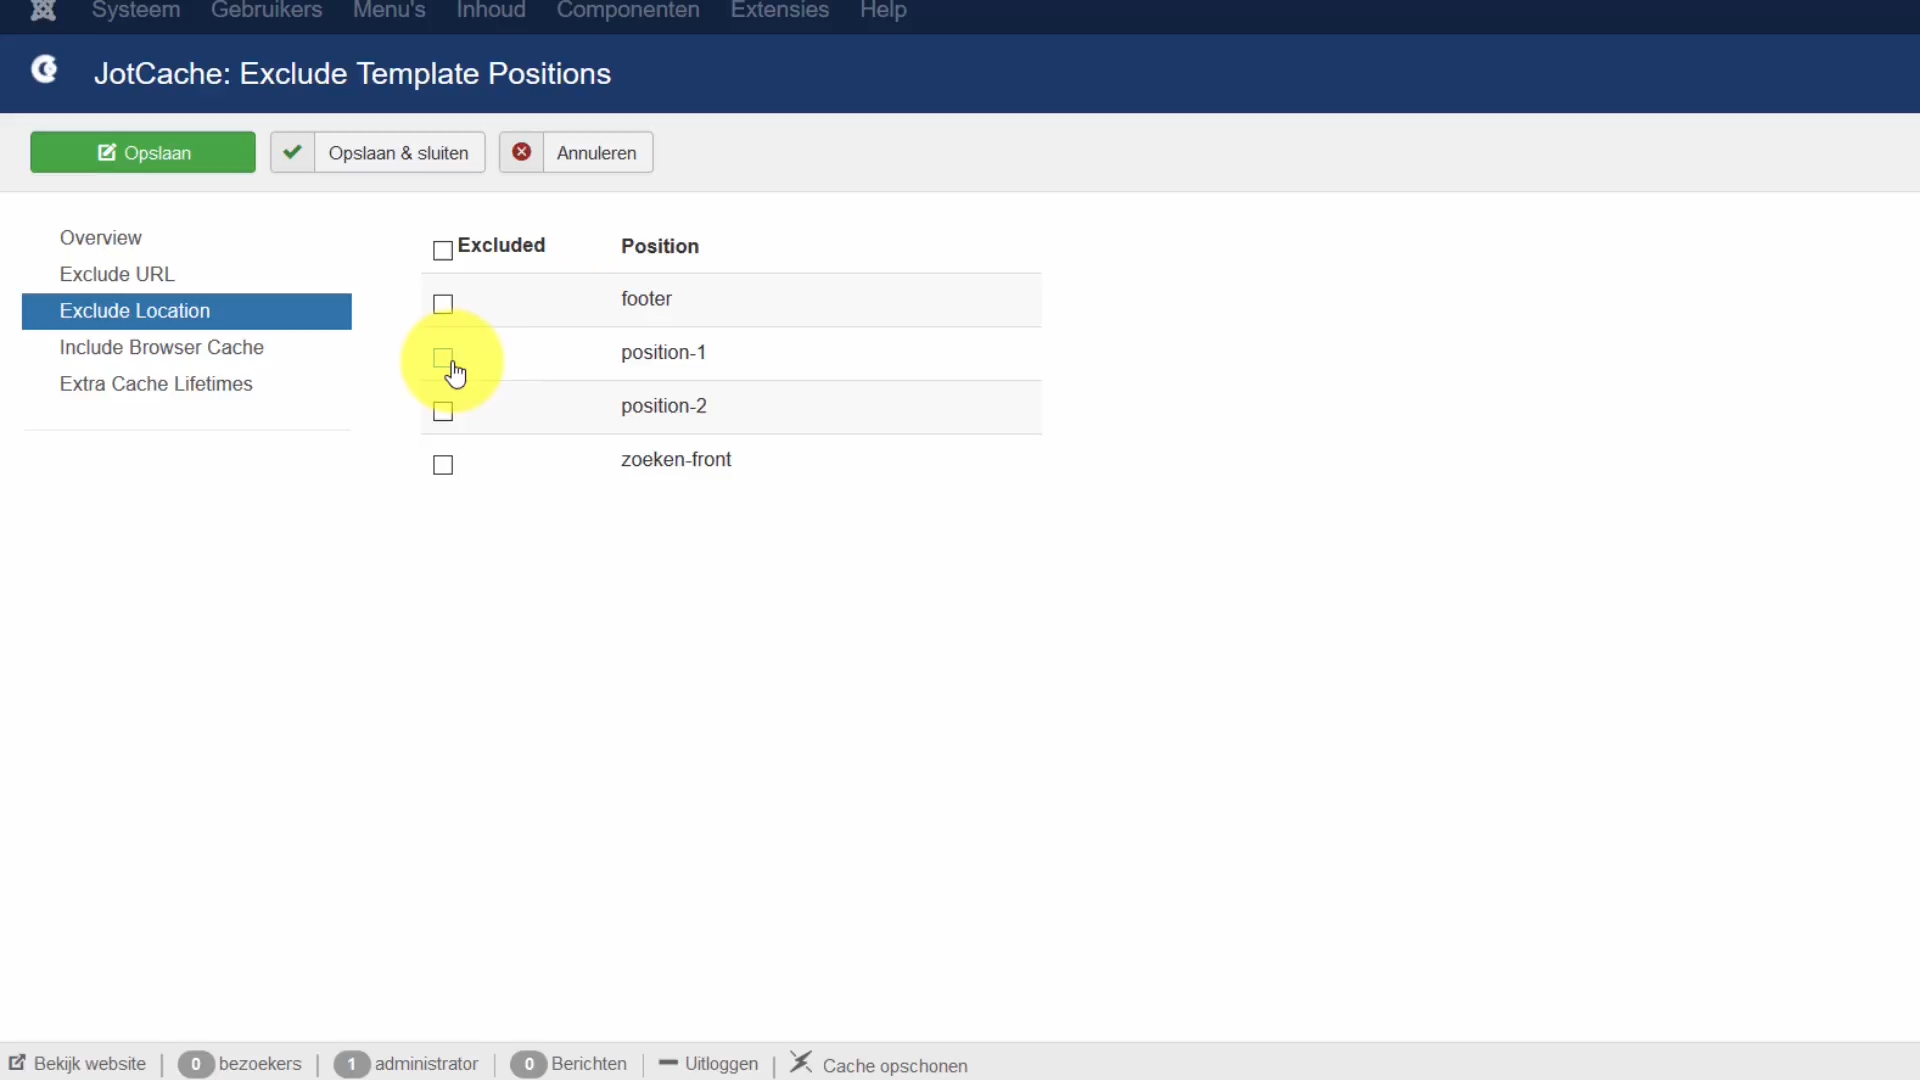 Systeem Gebruikers Menu's Inhoud Componenten Extensies Help
JotCache: Exclude Template Positions
Opslaan Opslaan & sluiten Annuleren
Overview
Exclude URL
Exclude Location
Include Browser Cache
Extra Cache Lifetimes
Excluded Position
footer
position-1
position-2
zoeken-front
Bekijk website | 0 bezoekers | 1 administrator | 0 Berichten | Uitloggen | Cache opschonen